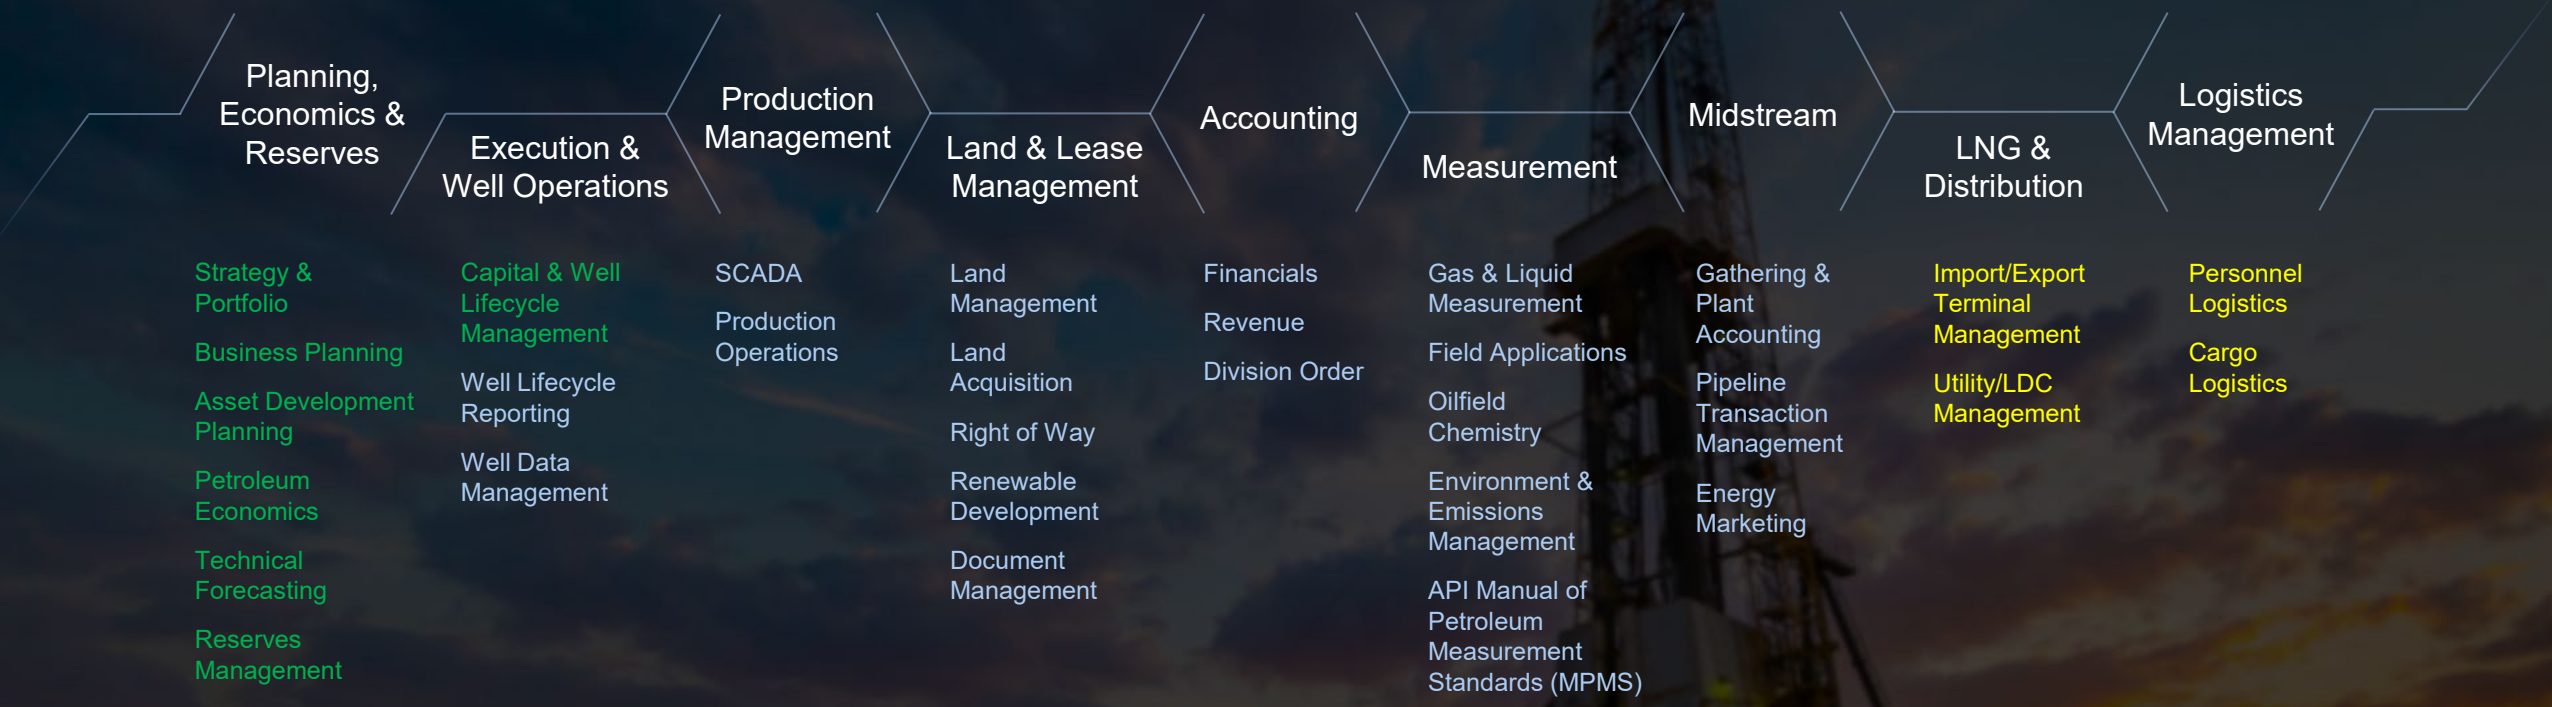 Planning,
Economics &
Reserves
Execution &
Well Operations
Production
Management
Land & Lease
Management
Accounting
Measurement
Midstream
LNG &
Distribution
Logistics
Management
Strategy &
Portfolio
Business Planning
Asset Development
Planning
Petroleum
Economics
Technical
Forecasting
Reserves
Management
Capital & Well
Lifecycle
Management
Well Lifecycle
Reporting
Well Data
Management
SCADA
Production
Operations
Land
Management
Land
Acquisition
Right of Way
Renewable
Development
Document
Management
Financials
Revenue
Division Order
Gas & Liquid
Measurement
Field Applications
Oilfield
Chemistry
Environment &
Emissions
Management
API Manual of
Petroleum
Measurement
Standards (MPMS)
Gathering &
Plant
Accounting
Pipeline
Transaction
Management
Energy
Marketing
Import/Export
Terminal
Management
Utility/LDC
Management
Personnel
Logistics
Cargo
Logistics